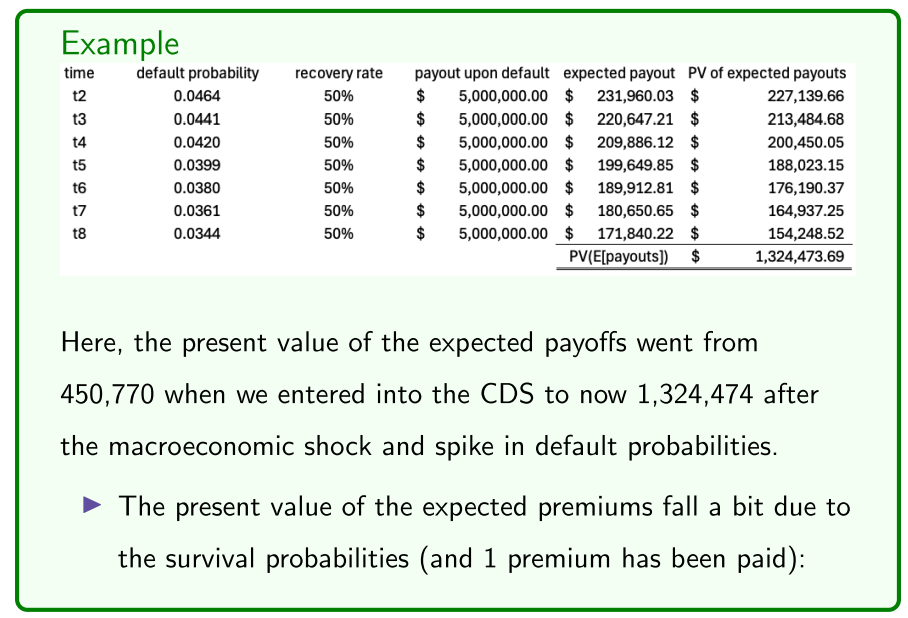 Example
time default probability recovery rate payout upon default expected payout PV of expected payouts
t2 0.0464 50% $ 5,000,000.00 $ 231,960.03 $ 227,139.66
t3 0.0441 50% $ 5,000,000.00 $ 220,647.21 $ 213,484.68
t4 0.0420 50% $ 5,000,000.00 $ 209,886.12 $ 200,450.05
t5 0.0399 50% $ 5,000,000.00 $ 199,649.85 $ 188,023.15
t6 0.0380 50% $ 5,000,000.00 $ 189,912.81 $ 176,190.37
t7 0.0361 50% $ 5,000,000.00 $ 180,650.65 $ 164,937.25
t8 0.0344 50% $ 5,000,000.00 $ 171,840.22 $ 154,248.52
PV(E[payouts]) $ 1,324,473.69
Here, the present value of the expected payoffs went from
450,770 when we entered into the CDS to now 1,324,474 after
the macroeconomic shock and spike in default probabilities.
▶ The present value of the expected premiums fall a bit due to
the survival probabilities (and 1 premium has been paid):